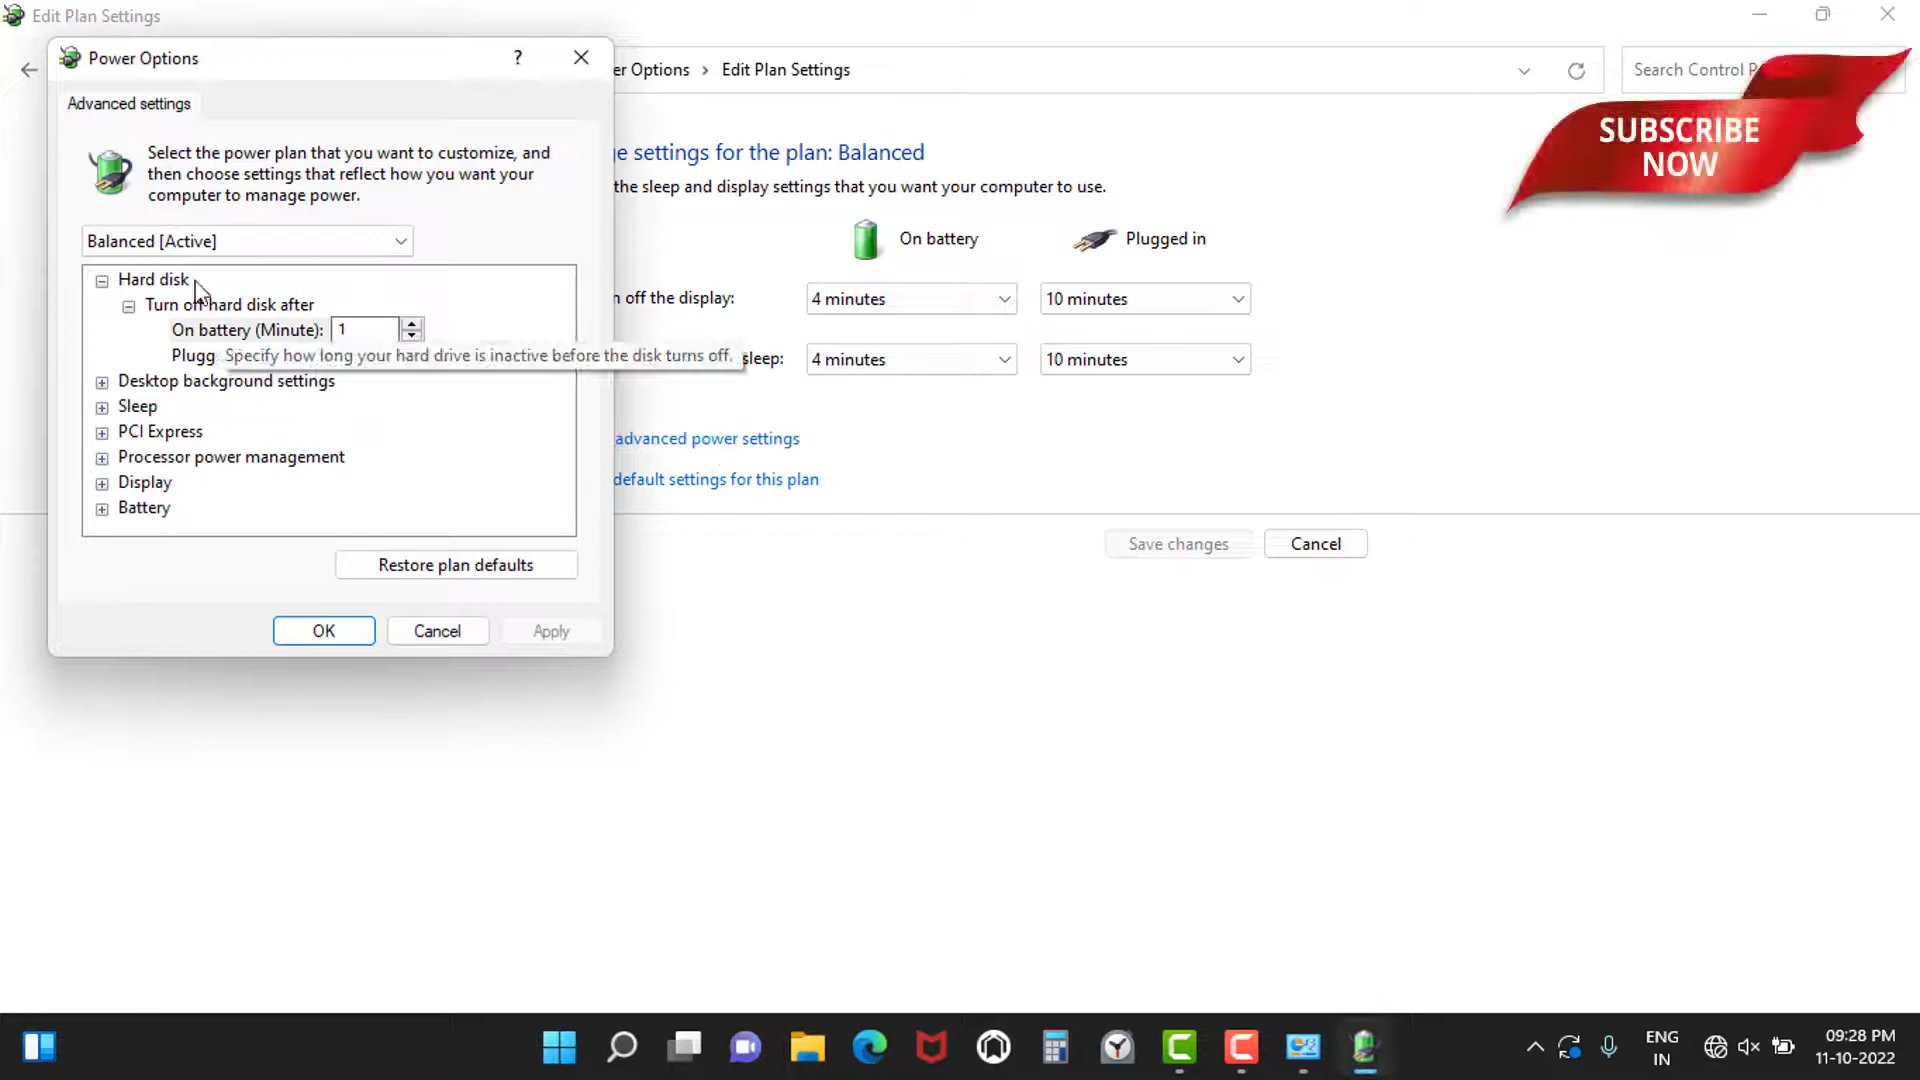 Edit Plan Settings
Power Options
?
er Options > Edit Plan Settings
Search Control P
SUBSCRIBE
NOW
Advanced settings
Select the power plan that you want to customize, and
then choose settings that reflect how you want your
computer to manage power.
Balanced [Active]
Hard disk
Turn off hard disk after
On battery (Minute): 1
Plugg
Specify how long your hard drive is inactive before the disk turns off.
Desktop background settings
Sleep
PCI Express
Processor power management
Display
Battery
Restore plan defaults
OK
Cancel
Apply
ge settings for the plan: Balanced
the sleep and display settings that you want your computer to use.
On battery
Plugged in
n off the display:
4 minutes
10 minutes
sleep:
4 minutes
10 minutes
advanced power settings
default settings for this plan
Save changes
Cancel
ENG
IN
09:28 PM
11-10-2022